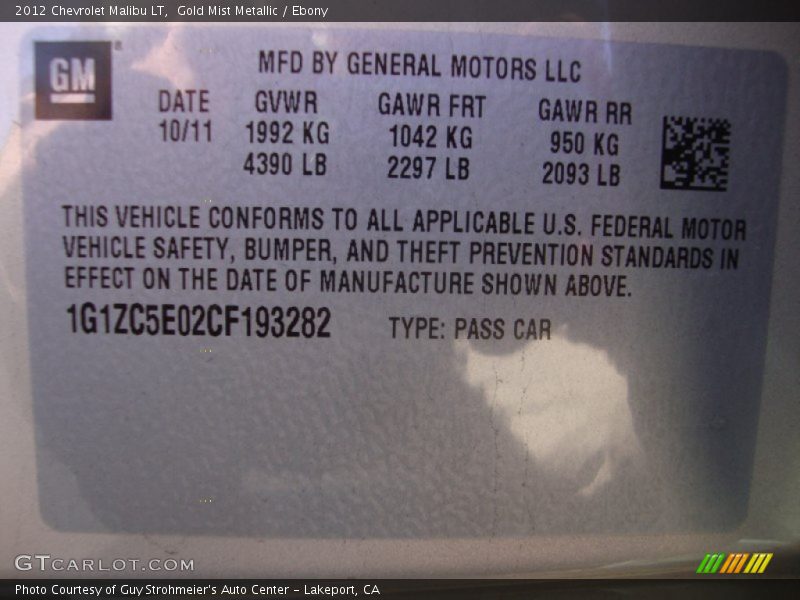 2012 Chevrolet Malibu LT,  Gold Mist Metallic / Ebony
GM
MFD BY GENERAL MOTORS LLC
DATE GVWR GAWR FRT GAWR RR
10/11 1992 KG 1042 KG 950 KG
4390 LB 2297 LB 2093 LB
THIS VEHICLE CONFORMS TO ALL APPLICABLE U.S. FEDERAL MOTOR
VEHICLE SAFETY, BUMPER, AND THEFT PREVENTION STANDARDS IN
EFFECT ON THE DATE OF MANUFACTURE SHOWN ABOVE.
1G1ZC5E02CF193282 TYPE: PASS CAR
GTCARLOT.COM
Photo Courtesy of Guy Strohmeier's Auto Center - Lakeport, CA